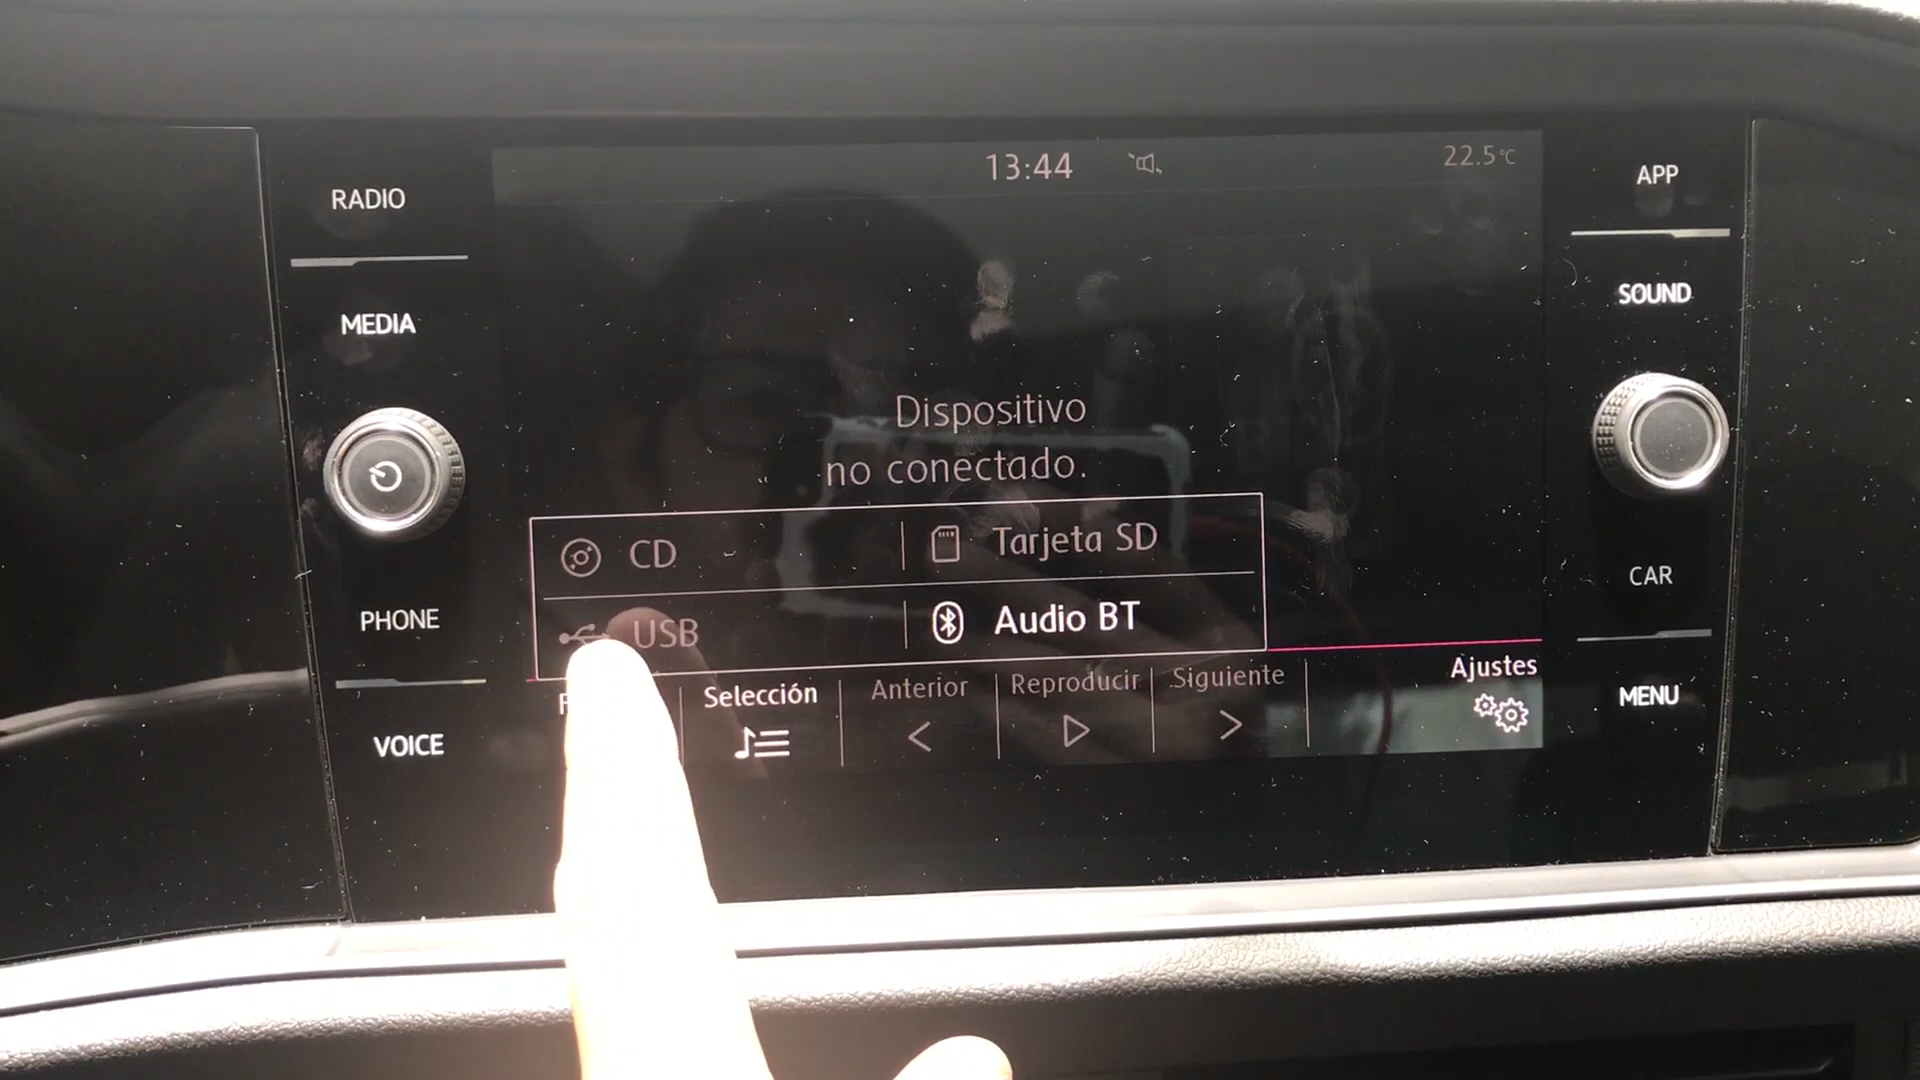 13:44
22.5°C
RADIO
MEDIA
PHONE
VOICE
Dispositivo
no conectado.
CD
Tarjeta SD
USB
Audio BT
Selección
Anterior
Reproducir
Siguiente
Ajustes
APP
SOUND
CAR
MENU